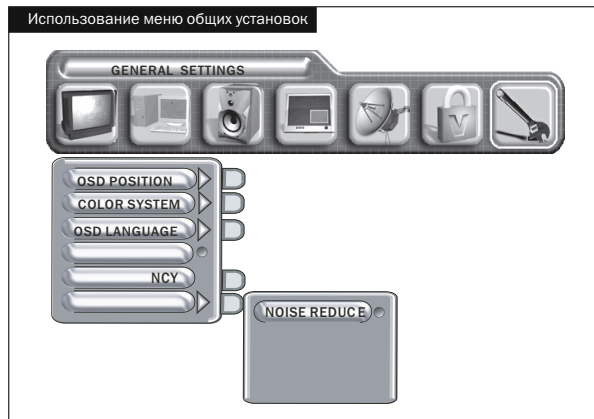 Использование меню общих установок
GENERAL SETTINGS
OSD POSITION
COLOR SYSTEM
OSD LANGUAGE
NCY
NOISE REDUCE